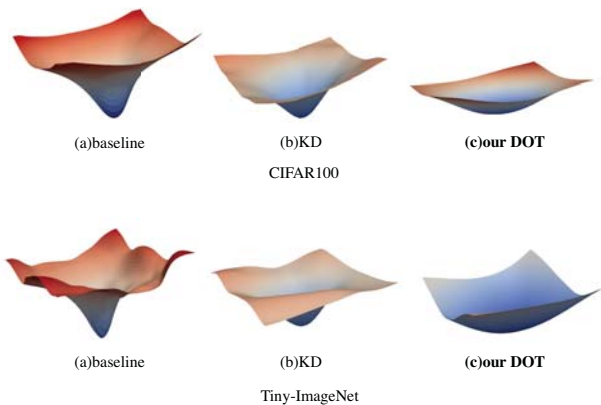 (a)baseline (b)KD (c)our DOT
CIFAR100
(a)baseline (b)KD (c)our DOT
Tiny-ImageNet